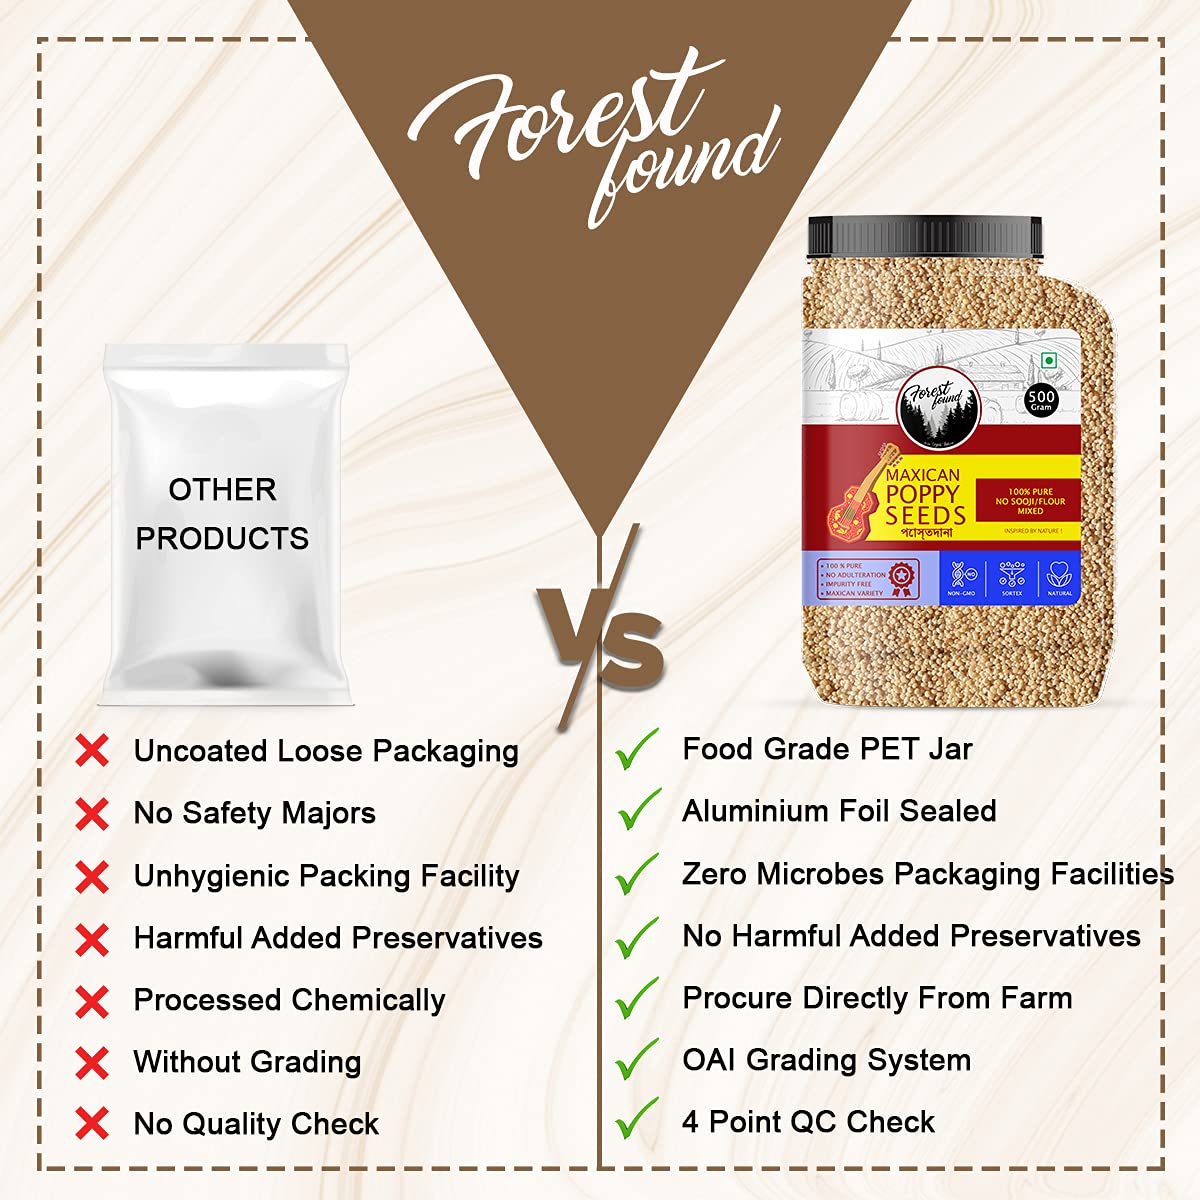 Forest
found
OTHER
PRODUCTS
VS
Forest
found
500
Gram
MAXICAN
POPPY
SEEDS
পোস্তদানা
100% PURE
NO SOOJI/FLOUR
MIXED
INSPIRED BY NATURE !
• 100 % PURE
• NO ADULTERATION
• IMPURITY FREE
• MAXICAN VARIETY
NO
NON-GMO
SORTEX
NATURAL
Uncoated Loose Packaging
No Safety Majors
Unhygienic Packing Facility
Harmful Added Preservatives
Processed Chemically
Without Grading
No Quality Check
Food Grade PET Jar
Aluminium Foil Sealed
Zero Microbes Packaging Facilities
No Harmful Added Preservatives
Procure Directly From Farm
OAI Grading System
4 Point QC Check